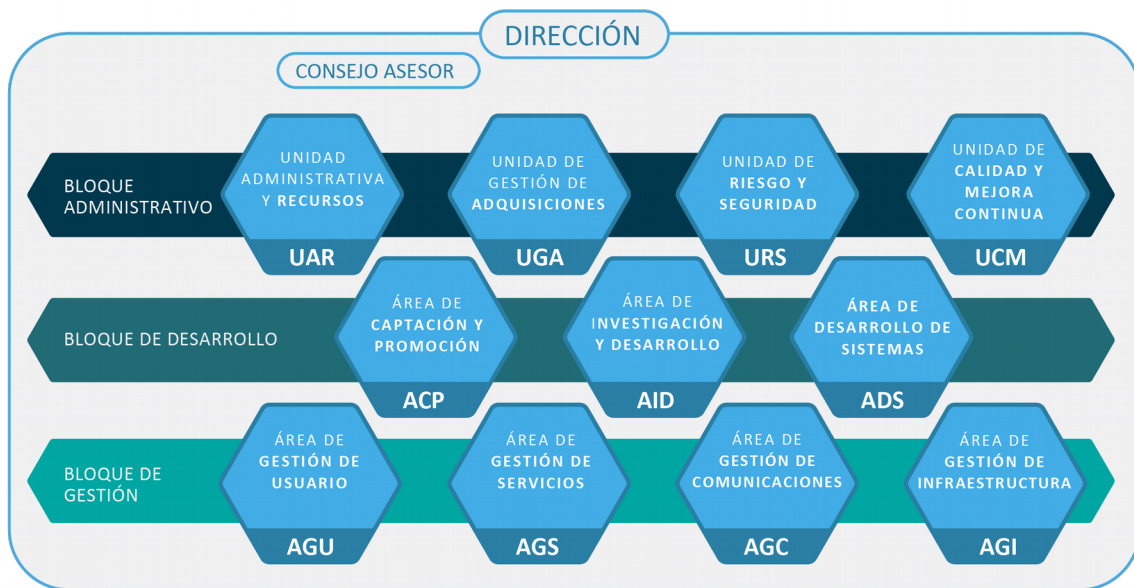 DIRECCIÓN
CONSEJO ASESOR
BLOQUE
ADMINISTRATIVO
UNIDAD
ADMINISTRATIVA
Y RECURSOS
UAR
UNIDAD DE
GESTIÓN DE
ADQUISICIONES
UGA
UNIDAD DE
RIESGO Y
SEGURIDAD
URS
UNIDAD DE
CALIDAD Y
MEJORA
CONTINUA
UCM
BLOQUE DE DESARROLLO
ÁREA DE
CAPTACIÓN Y
PROMOCIÓN
ACP
ÁREA DE
INVESTIGACIÓN
Y DESARROLLO
AID
ÁREA DE
DESARROLLO DE
SISTEMAS
ADS
BLOQUE DE
GESTIÓN
ÁREA DE
GESTIÓN DE
USUARIO
AGU
ÁREA DE
GESTIÓN DE
SERVICIOS
AGS
ÁREA DE
GESTIÓN DE
COMUNICACIONES
AGC
ÁREA DE
GESTIÓN DE
INFRAESTRUCTURA
AGI